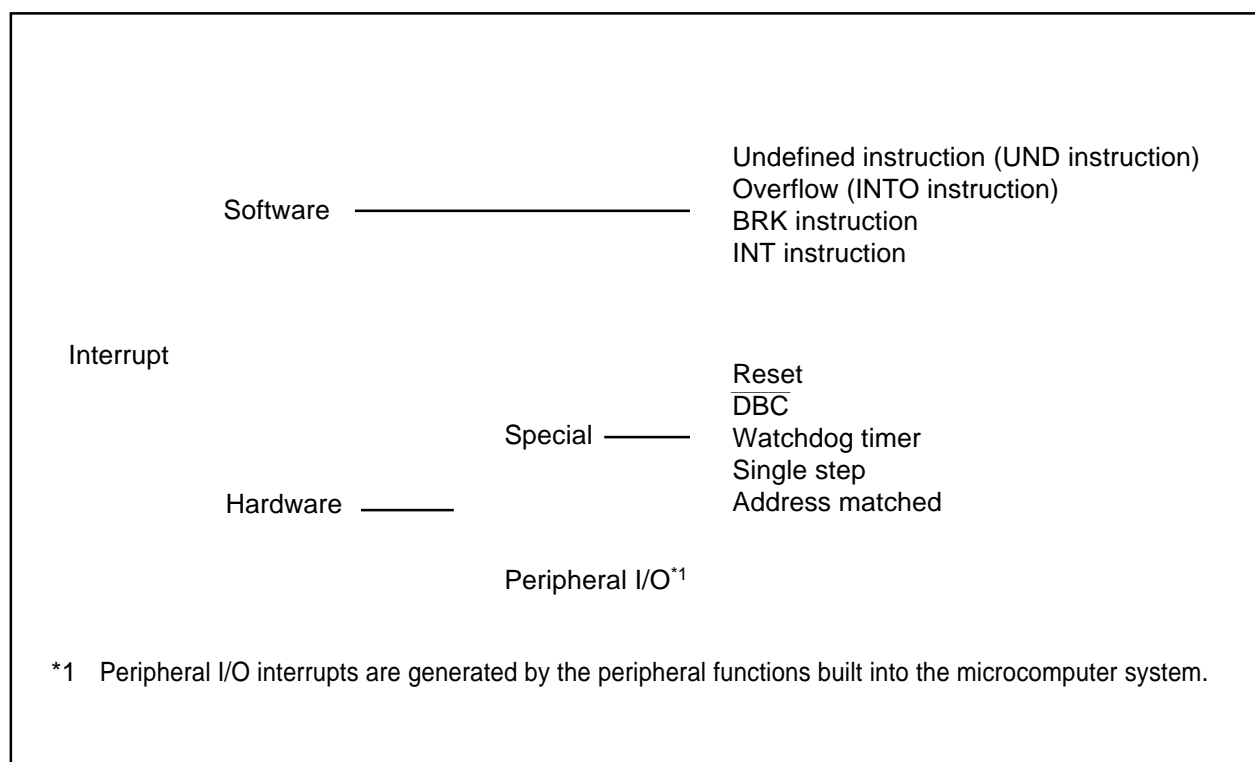 Undefined instruction (UND instruction)
Overflow (INTO instruction)
Software
BRK instruction
INT instruction
Interrupt
Reset
DBC
Special
Watchdog timer
Single step
Hardware
Address matched
Peripheral I/O*1
*1 Peripheral I/O interrupts are generated by the peripheral functions built into the microcomputer system.